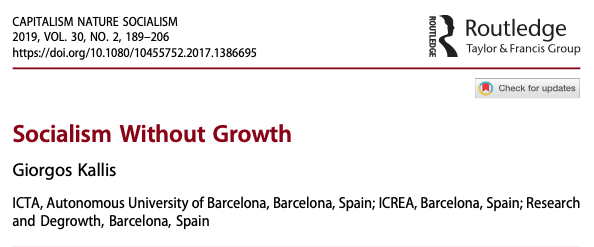 CAPITALISM NATURE SOCIALISM
2019, VOL. 30, NO. 2, 189–206
https://doi.org/10.1080/10455752.2017.1386695
ROUTLEDGE
Routledge
Taylor & Francis Group
Check for updates
Socialism Without Growth
Giorgos Kallis
ICTA, Autonomous University of Barcelona, Barcelona, Spain; ICREA, Barcelona, Spain; Research
and Degrowth, Barcelona, Spain